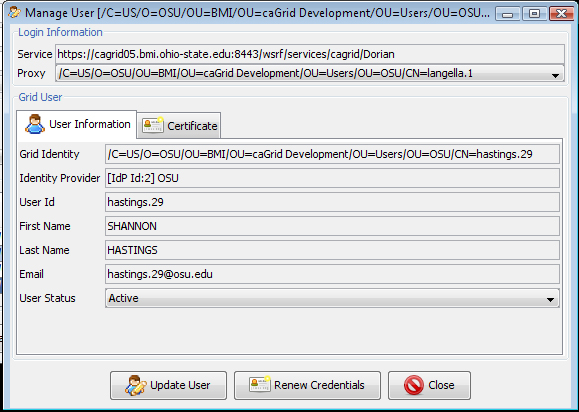 Manage User [/C=US/O=OSU/OU=BMI/OU=caGrid Development/OU=Users/OU=OSU...
Login Information
Service https://cagrid05.bmi.ohio-state.edu:8443/wsrf/services/cagrid/Dorian
Proxy /C=US/O=OSU/OU=BMI/OU=caGrid Development/OU=Users/OU=OSU/CN=langella.1
Grid User
User Information Certificate
Grid Identity /C=US/O=OSU/OU=BMI/OU=caGrid Development/OU=Users/OU=OSU/CN=hastings.29
Identity Provider [IdP Id:2] OSU
User Id hastings.29
First Name SHANNON
Last Name HASTINGS
Email hastings.29@osu.edu
User Status Active
Update User Renew Credentials Close